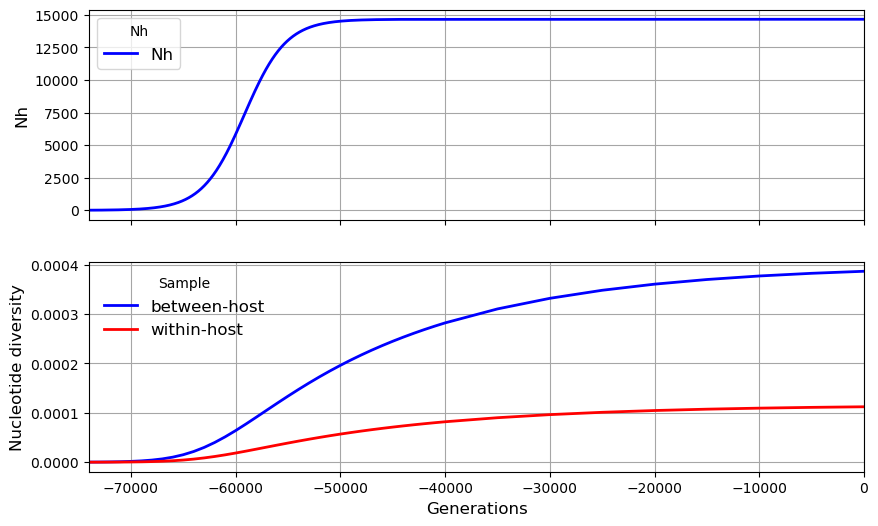 15000
12500
10000
7500
5000
2500
0
Nh
Nh
Nh
0.0004
0.0003
0.0002
0.0001
0.0000
Nucleotide diversity
Sample
between-host
within-host
−70000 −60000 −50000 −40000 −30000 −20000 −10000 0
Generations